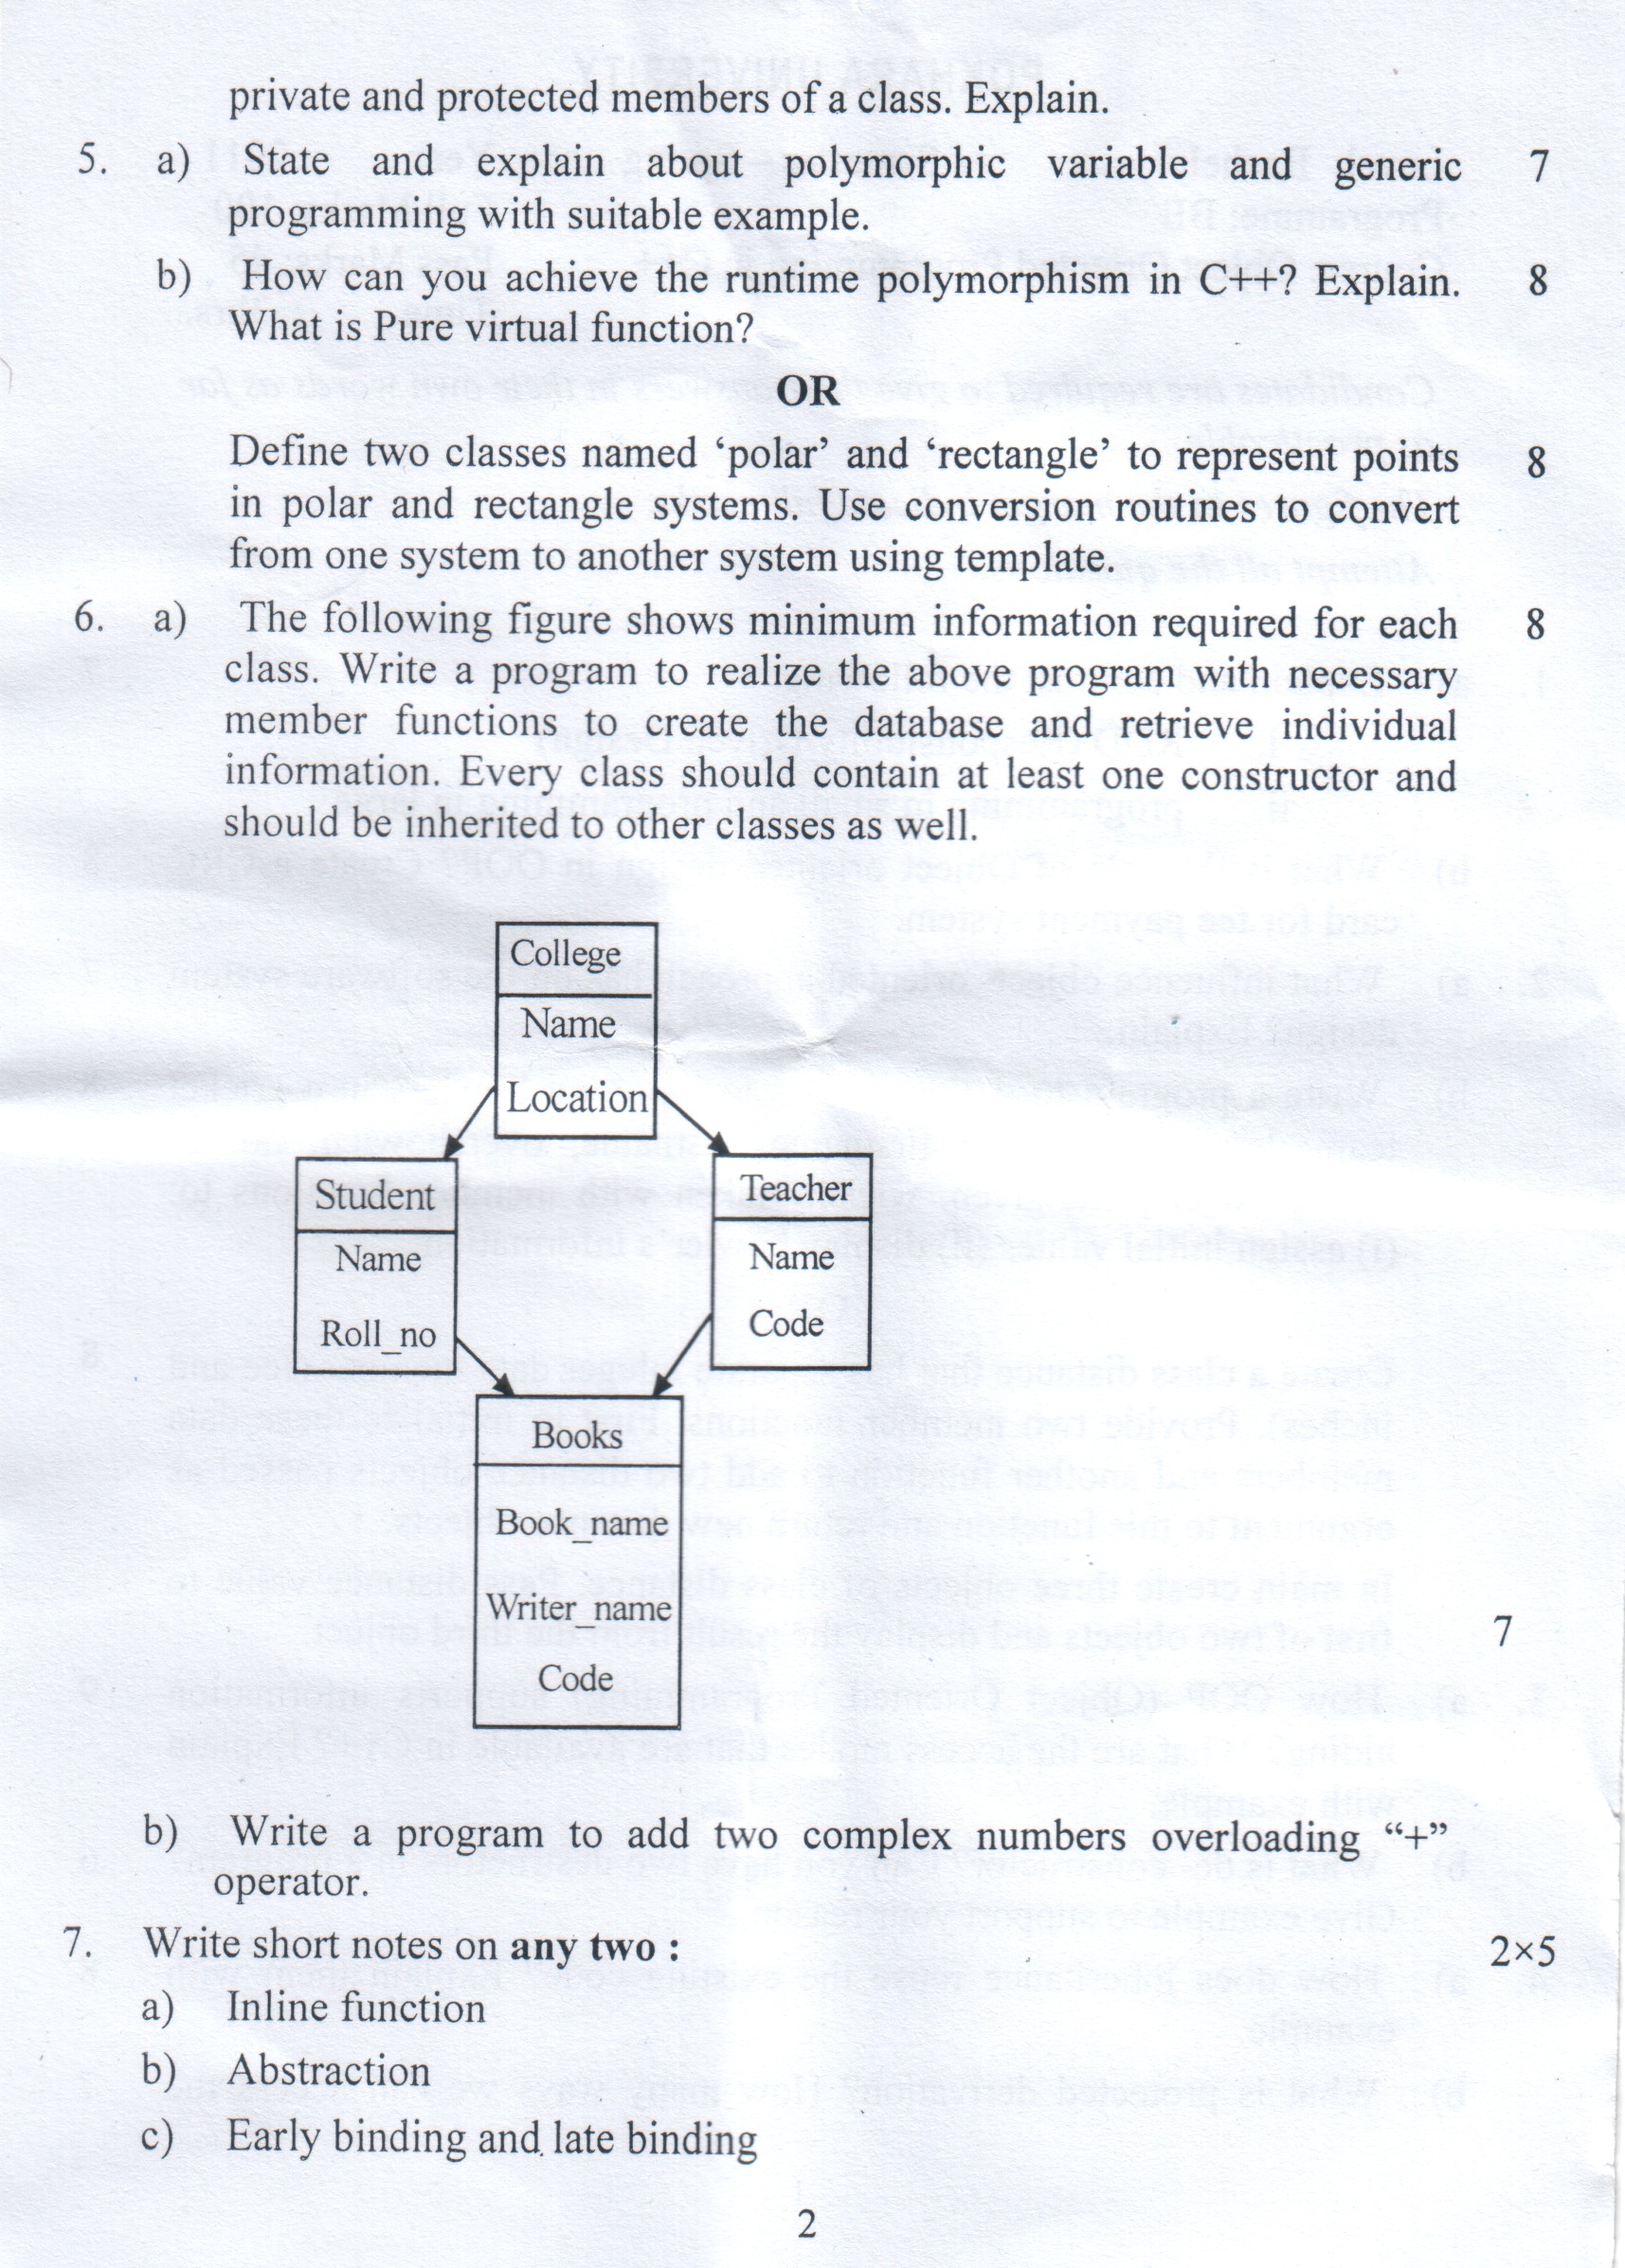 private and protected members of a class. Explain.
5. a) State and explain about polymorphic variable and generic 7
programming with suitable example.
b) How can you achieve the runtime polymorphism in C++? Explain. 8
What is Pure virtual function?
OR
Define two classes named ‘polar’ and ‘rectangle’ to represent points 8
in polar and rectangle systems. Use conversion routines to convert
from one system to another system using template.
6. a) The following figure shows minimum information required for each 8
class. Write a program to realize the above program with necessary
member functions to create the database and retrieve individual
information. Every class should contain at least one constructor and
should be inherited to other classes as well.
College
Name
Location
Student
Name
Roll_no
Teacher
Name
Code
Books
Book_name
Writer_name
Code
7
b) Write a program to add two complex numbers overloading “+”
operator.
7. Write short notes on any two : 2×5
a) Inline function
b) Abstraction
c) Early binding and late binding
2